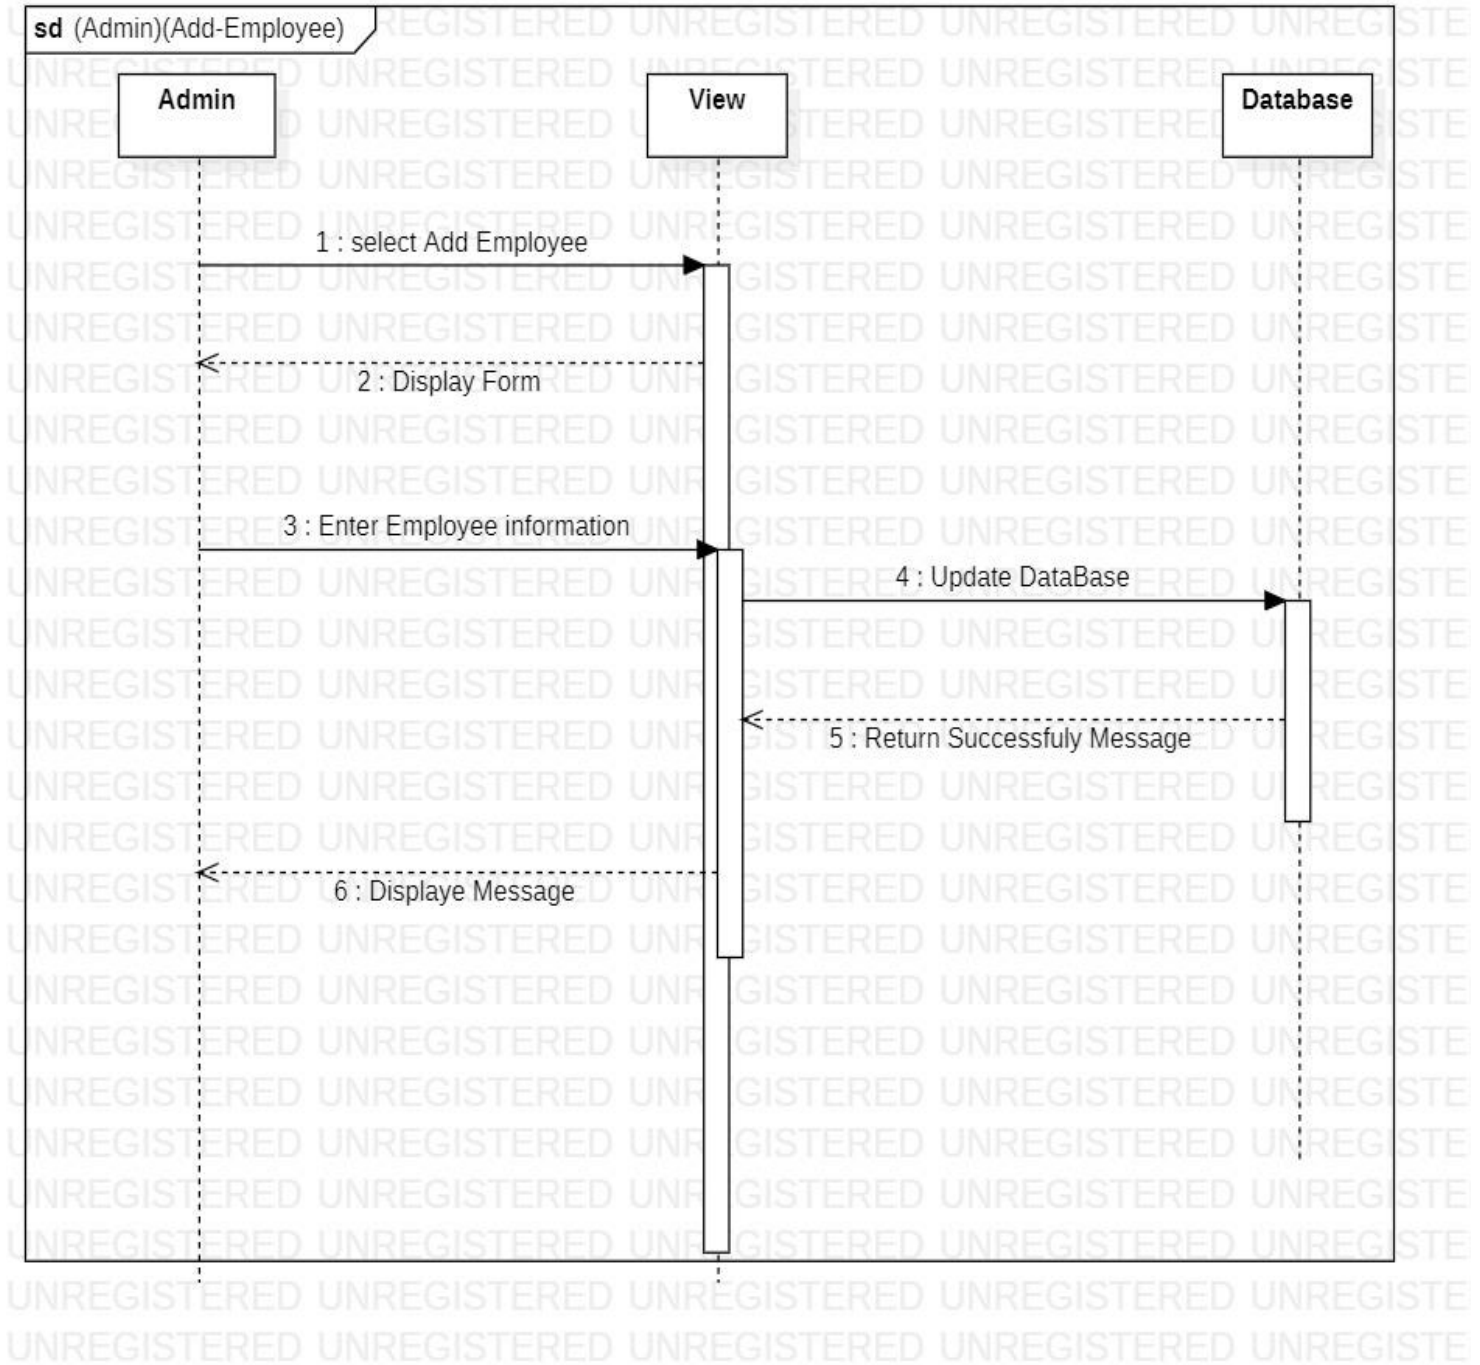 sd (Admin)(Add-Employee)
Admin
View
Database
1 : select Add Employee
2 : Display Form
3 : Enter Employee information
4 : Update DataBase
5 : Return Successfuly Message
6 : Displaye Message
UNREGISTERED UNREGISTERED UNREGISTERED UNREGISTERED UNREGISTE